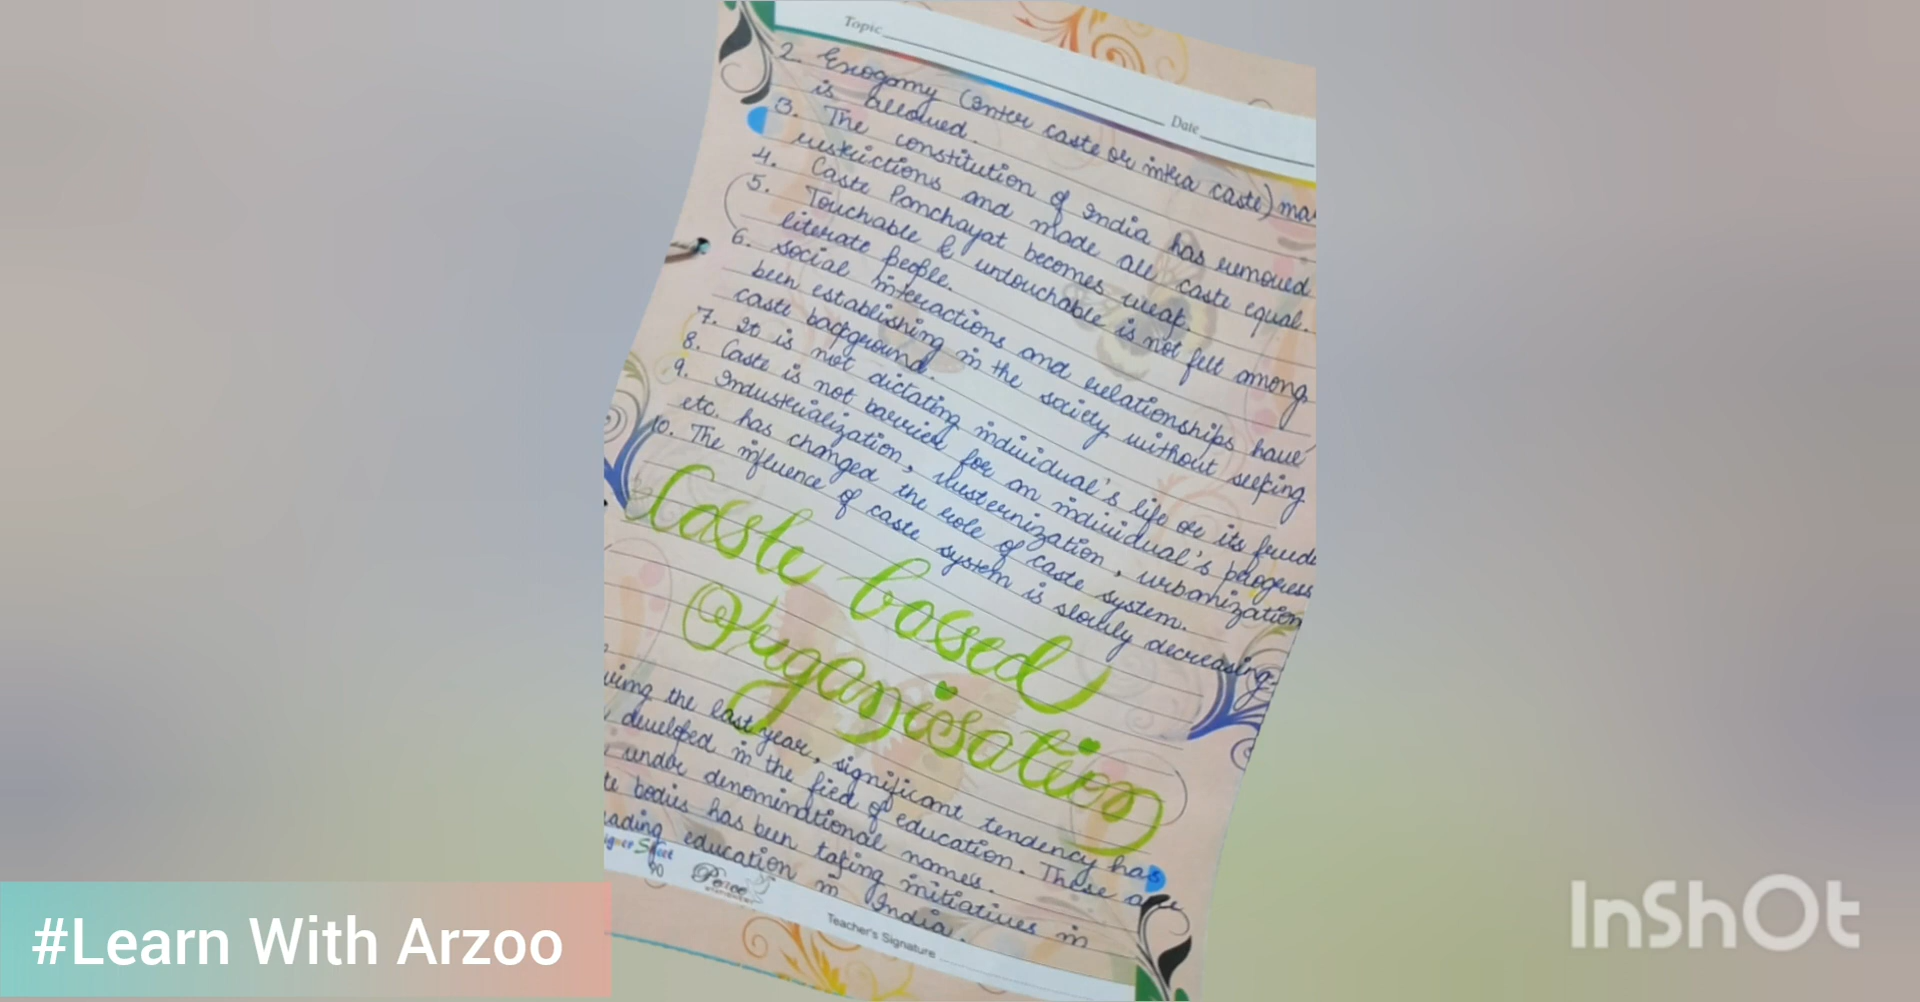 Topic
Date
2. Exogamy (Inter caste or intra caste) ma
is allowed.
3. The constitution of India has removed
restrictions and made all caste equal.
4. Caste Panchayat becomes weak.
5. Touchable & untouchable is not felt among
literate people.
6. Social interactions and relationships have
been establishing in the society without seeking
caste background.
7. It is not dictating individual's life or its
8. Caste is not barrier for an individual's progress
9. Industrialization, westernization, urbanization
etc. has changed the role of caste system.
10. The influence of caste system is slowly decreasing.
Caste based
Organisation
the last year, significant tendency has
developed in the fied of education. These are
under denominational names.
bodies has been taking initiatives in
education in India.
90
Teacher's Signature
#Learn With Arzoo
InShOt